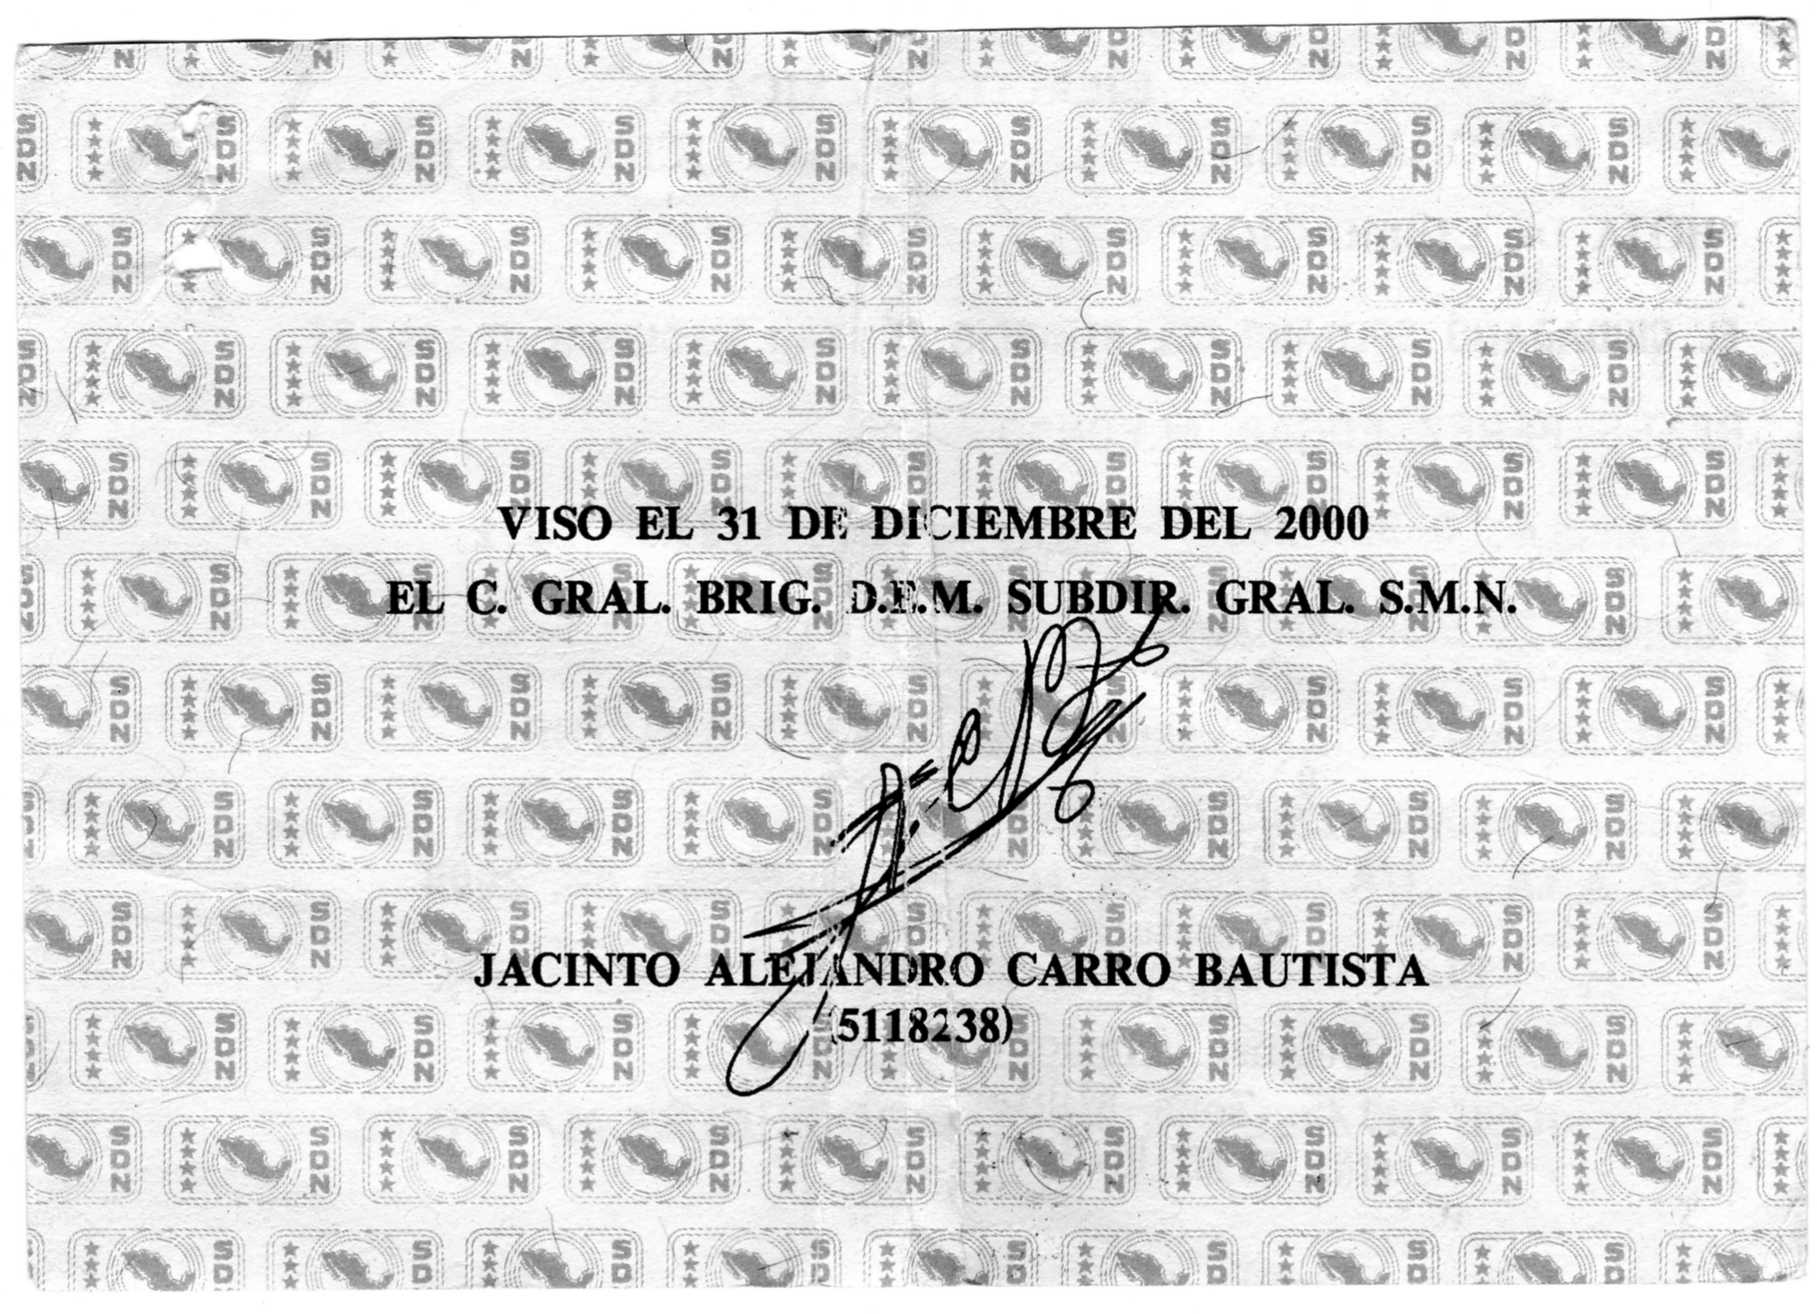 VISO EL 31 DE DICIEMBRE DEL 2000
EL C. GRAL. BRIG. D.E.M. SUBDIR. GRAL. S.M.N.
JACINTO ALEJANDRO CARRO BAUTISTA
(5118238)